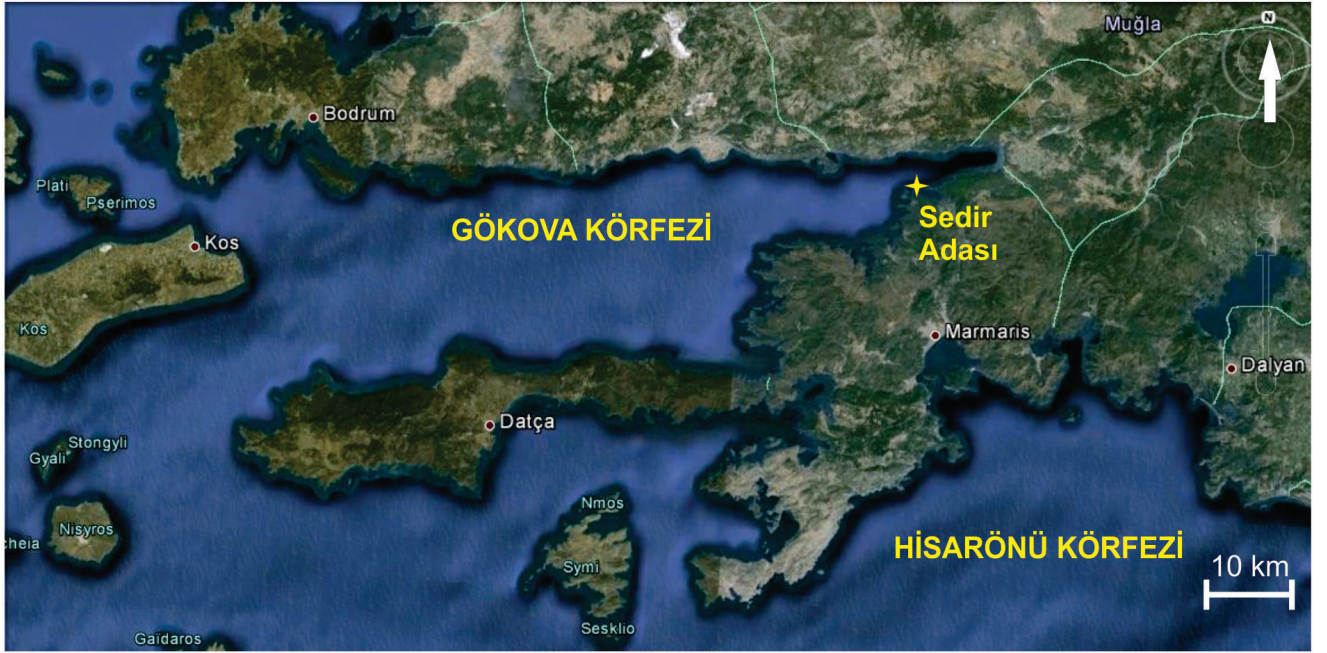 Muğla
N
Bodrum
Plati
Pserimos
GÖKOVA KÖRFEZİ
Sedir
Adası
Kos
Kos
Marmaris
Dalyan
Datça
Stongyli
Gyali
Nmos
Nisyros
cheia
HİSARÖNÜ KÖRFEZİ
Symi
10 km
Sesklio
Gaïdaros